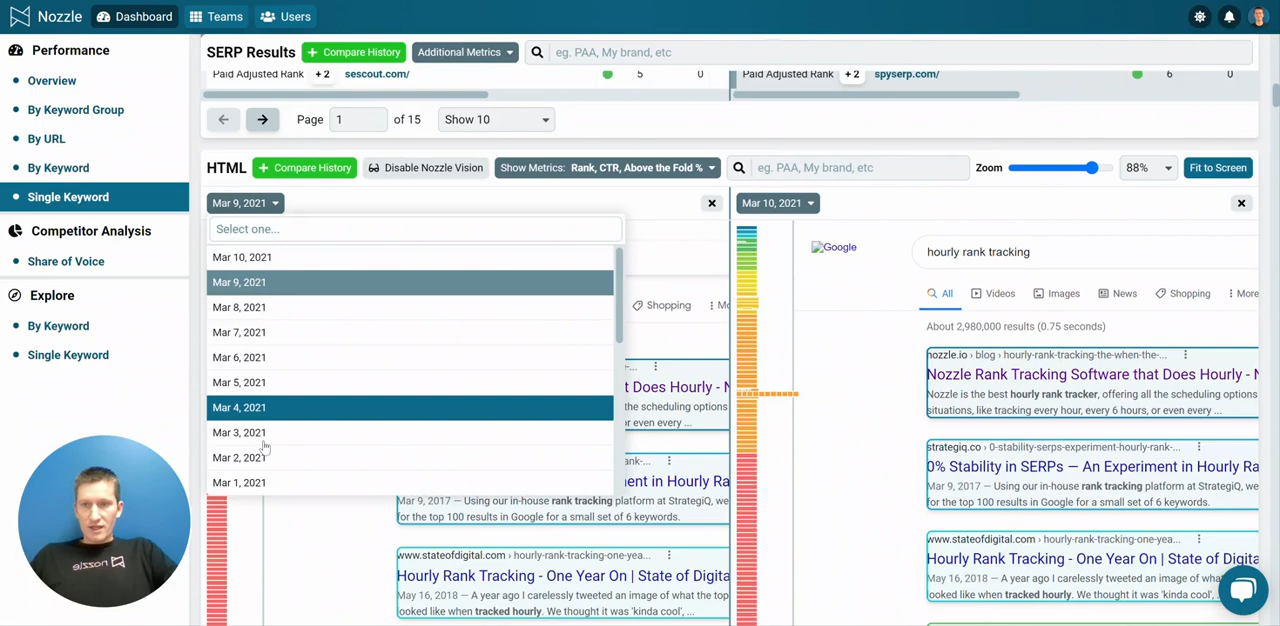 Nozzle Dashboard Teams Users
Performance
Overview
By Keyword Group
By URL
By Keyword
Single Keyword
Competitor Analysis
Share of Voice
Explore
By Keyword
Single Keyword
SERP Results + Compare History Additional Metrics eg. PAA, My brand, etc
Paid Adjusted Rank + 2 sescout.com/ 5 0 Paid Adjusted Rank + 2 spyserp.com/ 6 0
Page 1 of 15 Show 10
HTML + Compare History Disable Nozzle Vision Show Metrics: Rank, CTR, Above the Fold % eg. PAA, My brand, etc Zoom 88% Fit to Screen
Mar 9, 2021
Select one...
Mar 10, 2021
Mar 9, 2021
Mar 8, 2021
Mar 7, 2021
Mar 6, 2021
Mar 5, 2021
Mar 4, 2021
Mar 3, 2021
Mar 2, 2021
Mar 1, 2021
Shopping Mo
...
t Does Hourly - N
the scheduling options
or even every ...
ank-...
ment in Hourly Ra
Mar 9, 2017 — Using our in-house rank tracking platform at StrategiQ, we
for the top 100 results in Google for a small set of 6 keywords.
www.stateofdigital.com › hourly-rank-tracking-one-yea...
Hourly Rank Tracking - One Year On | State of Digita
May 16, 2018 — A year ago I carelessly tweeted an image of what the top
ooked like when tracked hourly. We thought it was 'kinda cool', ...
Mar 10, 2021
Google
hourly rank tracking
All Videos Images News Shopping More
About 2,980,000 results (0.75 seconds)
nozzle.io › blog › hourly-rank-tracking-the-when-the-...
Nozzle Rank Tracking Software that Does Hourly - N
Nozzle is the best hourly rank tracker, offering all the scheduling options
situations, like tracking every hour, every 6 hours, or even every ...
strategiq.co › 0-stability-serps-experiment-hourly-rank-...
0% Stability in SERPs — An Experiment in Hourly Ra
Mar 9, 2017 — Using our in-house rank tracking platform at StrategiQ, we
for the top 100 results in Google for a small set of 6 keywords.
www.stateofdigital.com › hourly-rank-tracking-one-yea...
Hourly Rank Tracking - One Year On | State of Digita
May 16, 2018 — A year ago I carelessly tweeted an image of wha
ooked like when tracked hourly. We thought it was 'kinda cool',
nozzle